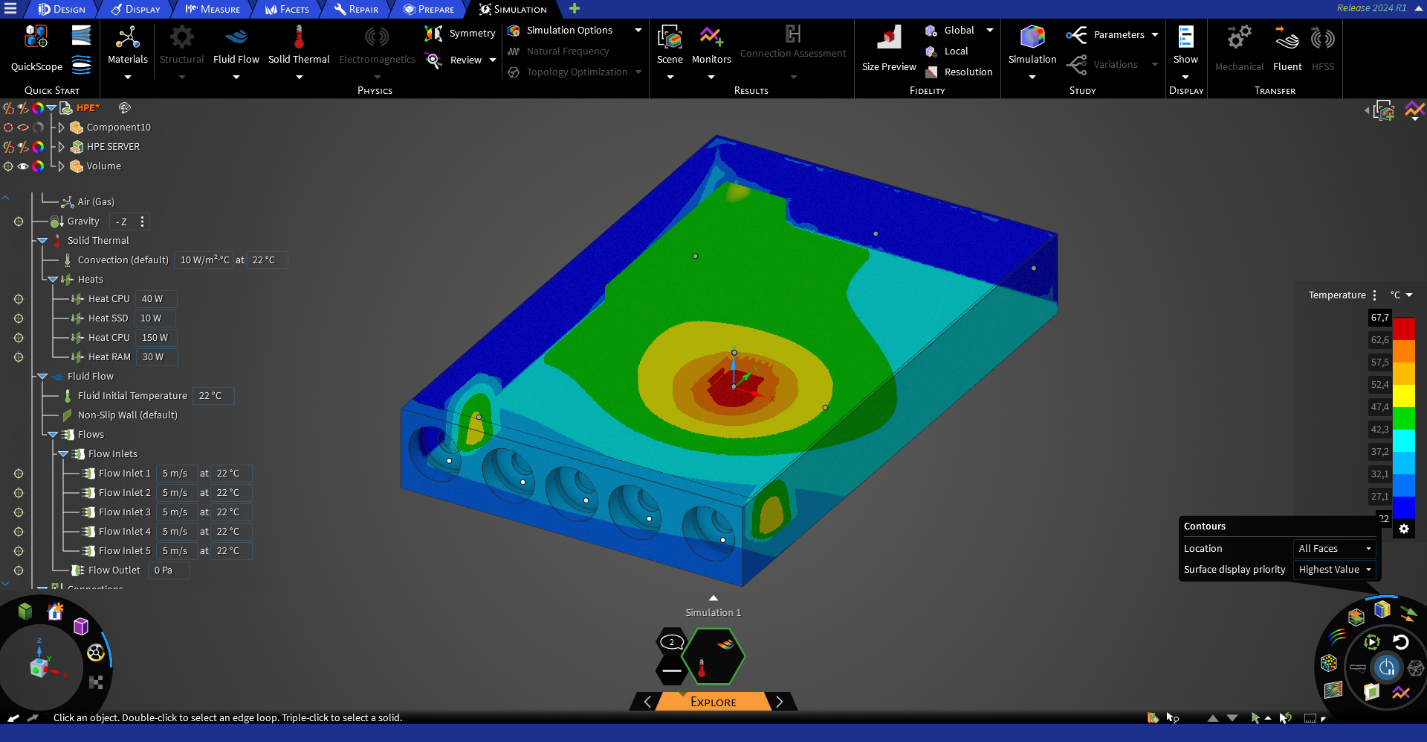 Design
Display
Measure
Facets
Repair
Prepare
Simulation
Release 2024 R1
QuickScope
Quick Start
Materials
Structural
Fluid Flow
Solid Thermal
Electromagnetics
Symmetry
Review
Simulation Options
Natural Frequency
Topology Optimization
Physics
Scene
Monitors
Connection Assessment
Results
Size Preview
Global
Local
Resolution
Fidelity
Simulation
Parameters
Variations
Study
Show
Display
Mechanical
Fluent
HFSS
Transfer
HPE*
Component10
HPE SERVER
Volume
Air (Gas)
Gravity -Z
Solid Thermal
Convection (default) 10 W/m²·°C at 22 °C
Heats
Heat CPU 40 W
Heat SSD 10 W
Heat CPU 150 W
Heat RAM 30 W
Fluid Flow
Fluid Initial Temperature 22 °C
Non-Slip Wall (default)
Flows
Flow Inlets
Flow Inlet 1 5 m/s at 22 °C
Flow Inlet 2 5 m/s at 22 °C
Flow Inlet 3 5 m/s at 22 °C
Flow Inlet 4 5 m/s at 22 °C
Flow Inlet 5 5 m/s at 22 °C
Flow Outlet 0 Pa
Temperature °C
67,7
62,6
57,5
52,4
47,4
42,3
37,2
32,1
27,1
22
Contours
Location All Faces
Surface display priority Highest Value
Simulation 1
2
Explore
Z
Click an object. Double-click to select an edge loop. Triple-click to select a solid.